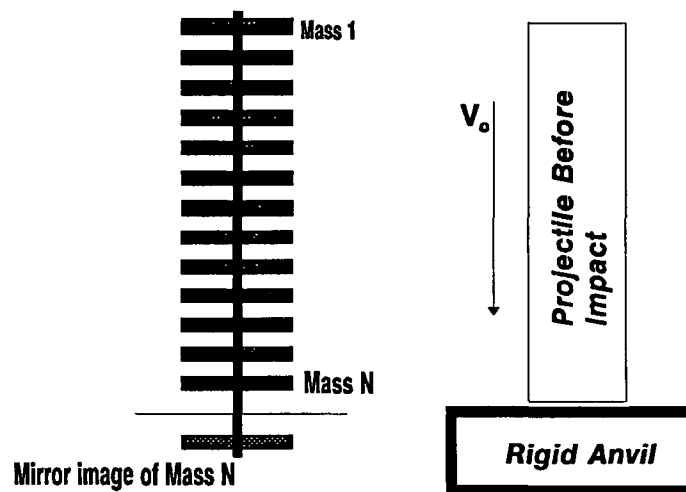 Mass 1
Mass N
Mirror image of Mass N
Vo
Projectile Before
Impact
Rigid Anvil